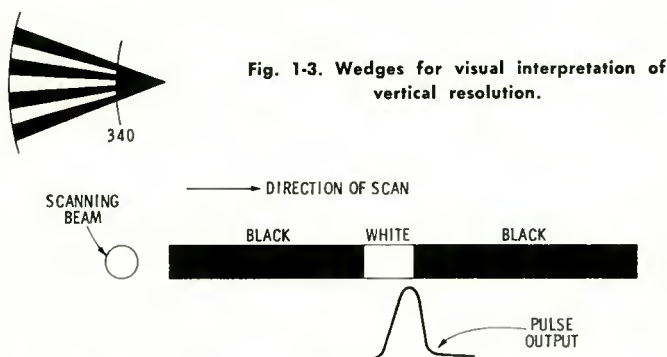 Fig. 1-3. Wedges for visual interpretation of
vertical resolution.
340
DIRECTION OF SCAN
SCANNING
BEAM
BLACK
WHITE
BLACK
PULSE
OUTPUT